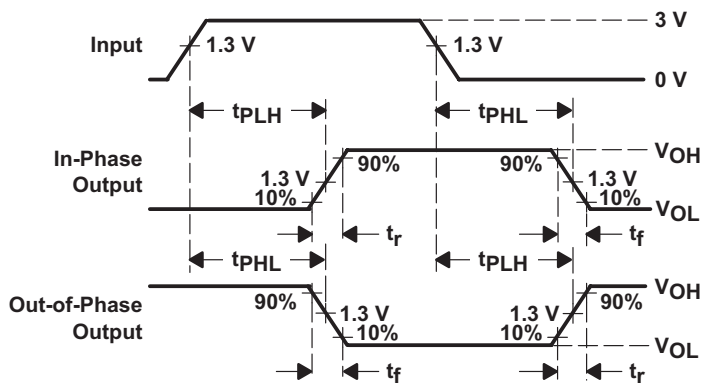 3 V
Input
1.3 V
1.3 V
0 V
tPLH
tPHL
In-Phase
Output
VOH
90%
90%
1.3 V
1.3 V
10%
10%
VOL
tr
tf
tPHL
tPLH
Out-of-Phase
Output
VOH
90%
90%
1.3 V
1.3 V
10%
10%
VOL
tf
tr